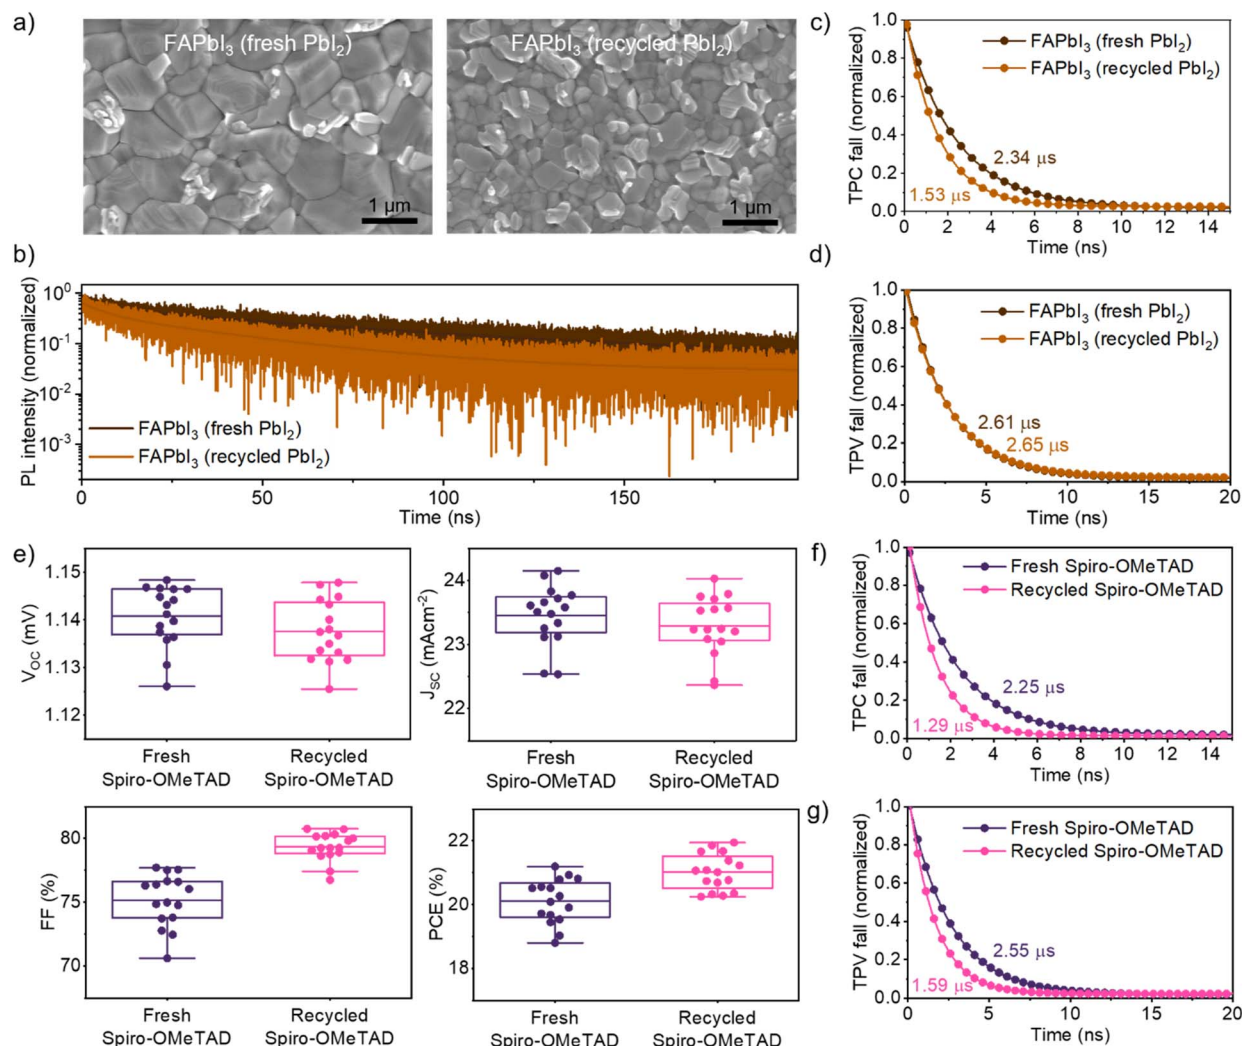 a)
FAPbI₃ (fresh PbI₂)
1 µm
FAPbI₃ (recycled PbI₂)
1 µm
b)
PL intensity (normalized)
10⁰
10⁻¹
10⁻²
10⁻³
FAPbI₃ (fresh PbI₂)
FAPbI₃ (recycled PbI₂)
0 50 100 150
Time (ns)
c)
TPC fall (normalized)
1.0
0.8
0.6
0.4
0.2
0.0
FAPbI₃ (fresh PbI₂)
FAPbI₃ (recycled PbI₂)
2.34 µs
1.53 µs
0 2 4 6 8 10 12 14
Time (ns)
d)
TPV fall (normalized)
1.0
0.8
0.6
0.4
0.2
0.0
FAPbI₃ (fresh PbI₂)
FAPbI₃ (recycled PbI₂)
2.61 µs
2.65 µs
0 5 10 15 20
Time (ns)
e)
V_OC (mV)
1.15
1.14
1.13
1.12
Fresh
Spiro-OMeTAD
Recycled
Spiro-OMeTAD
J_SC (mAcm⁻²)
24
23
22
Fresh
Spiro-OMeTAD
Recycled
Spiro-OMeTAD
FF (%)
80
75
70
Fresh
Spiro-OMeTAD
Recycled
Spiro-OMeTAD
PCE (%)
22
20
18
Fresh
Spiro-OMeTAD
Recycled
Spiro-OMeTAD
f)
TPC fall (normalized)
1.0
0.8
0.6
0.4
0.2
0.0
Fresh Spiro-OMeTAD
Recycled Spiro-OMeTAD
2.25 µs
1.29 µs
0 2 4 6 8 10 12 14
Time (ns)
g)
TPV fall (normalized)
1.0
0.8
0.6
0.4
0.2
0.0
Fresh Spiro-OMeTAD
Recycled Spiro-OMeTAD
2.55 µs
1.59 µs
0 5 10 15 20
Time (ns)